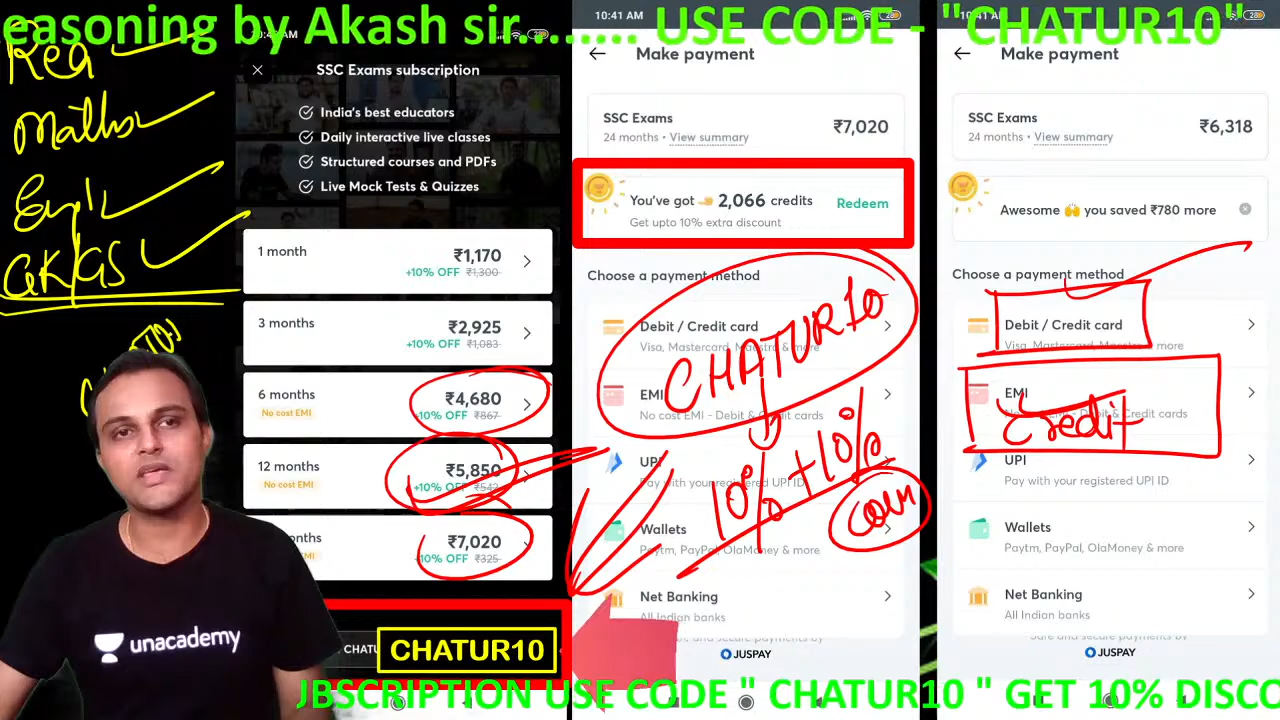 easoning by Akash sir........ USE CODE - "CHATUR10"
Rea
Maths
Engl
GK/GS
SSC Exams subscription
India's best educators
Daily interactive live classes
Structured courses and PDFs
Live Mock Tests & Quizzes
1 month ₹1,170
+10% OFF ₹1,300
3 months ₹2,925
+10% OFF ₹1,083
6 months ₹4,680
No cost EMI +10% OFF ₹867
12 months ₹5,850
No cost EMI +10% OFF ₹542
onths ₹7,020
EMI 10% OFF ₹325
CHATU
CHATUR10
unacademy
10:41 AM 28
Make payment
SSC Exams ₹7,020
24 months • View summary
You've got 2,066 credits Redeem
Get upto 10% extra discount
Choose a payment method
Debit / Credit card
Visa, Mastercard, Maestro & more
EMI
No cost EMI - Debit & Credit cards
UPI
Pay with your registered UPI ID
Wallets
Paytm, PayPal, OlaMoney & more
Net Banking
All Indian banks
JUSPAY
CHATUR10
10% + 10%
coin
10:41 AM 28
Make payment
SSC Exams ₹6,318
24 months • View summary
Awesome 🙌 you saved ₹780 more
Choose a payment method
Debit / Credit card
Visa, Mastercard, Maestro & more
EMI
No cost EMI - Debit & Credit cards
Credit
UPI
Pay with your registered UPI ID
Wallets
Paytm, PayPal, OlaMoney & more
Net Banking
All Indian banks
Safe and secure payments by
JUSPAY
JBSCRIPTION USE CODE " CHATUR10 " GET 10% DISCO